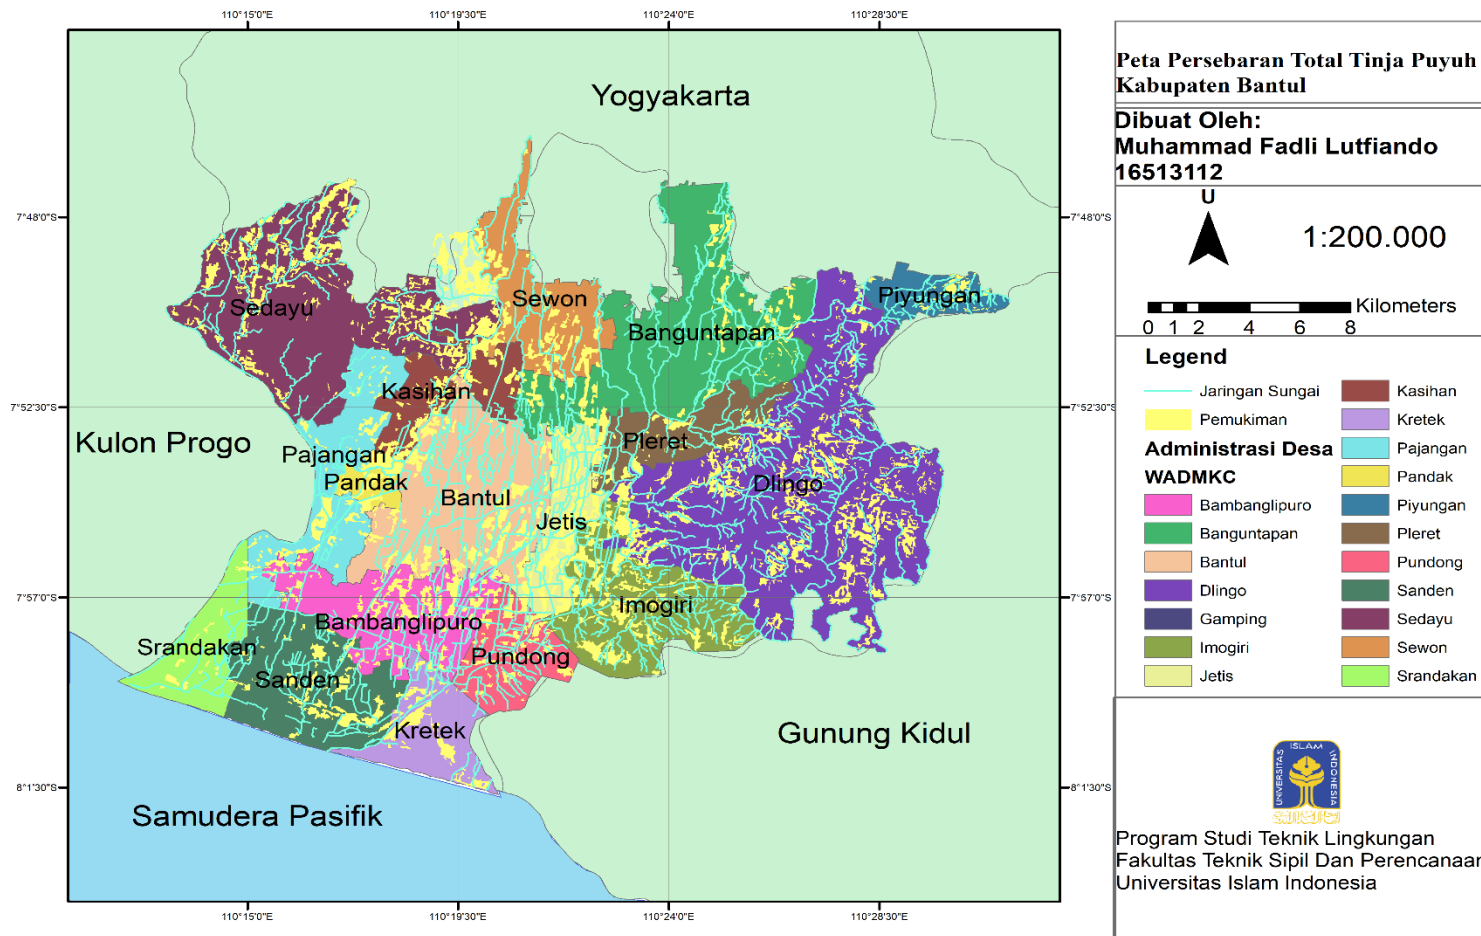 110°15'0"E
110°19'30"E
110°24'0"E
110°28'30"E
7°48'0"S
7°52'30"S
7°57'0"S
8°1'30"S
7°48'0"S
7°52'30"S
7°57'0"S
8°1'30"S
110°15'0"E
110°19'30"E
110°24'0"E
110°28'30"E
Yogyakarta
Sedayu
Sewon
Piyungan
Banguntapan
Kasihan
Kulon Progo
Pajangan
Pleret
Pandak
Bantul
Dlingo
Jetis
Imogiri
Bambanglipuro
Srandakan
Pundong
Sanden
Kretek
Gunung Kidul
Samudera Pasifik
Peta Persebaran Total Tinja Puyuh
Kabupaten Bantul
Dibuat Oleh:
Muhammad Fadli Lutfiando
16513112
U
1:200.000
Kilometers
0 1 2 4 6 8
Legend
Jaringan Sungai
Pemukiman
Administrasi Desa
WADMKC
Bambanglipuro
Banguntapan
Bantul
Dlingo
Gamping
Imogiri
Jetis
Kasihan
Kretek
Pajangan
Pandak
Piyungan
Pleret
Pundong
Sanden
Sedayu
Sewon
Srandakan
UNIVERSITAS ISLAM INDONESIA
Program Studi Teknik Lingkungan
Fakultas Teknik Sipil Dan Perencanaan
Universitas Islam Indonesia